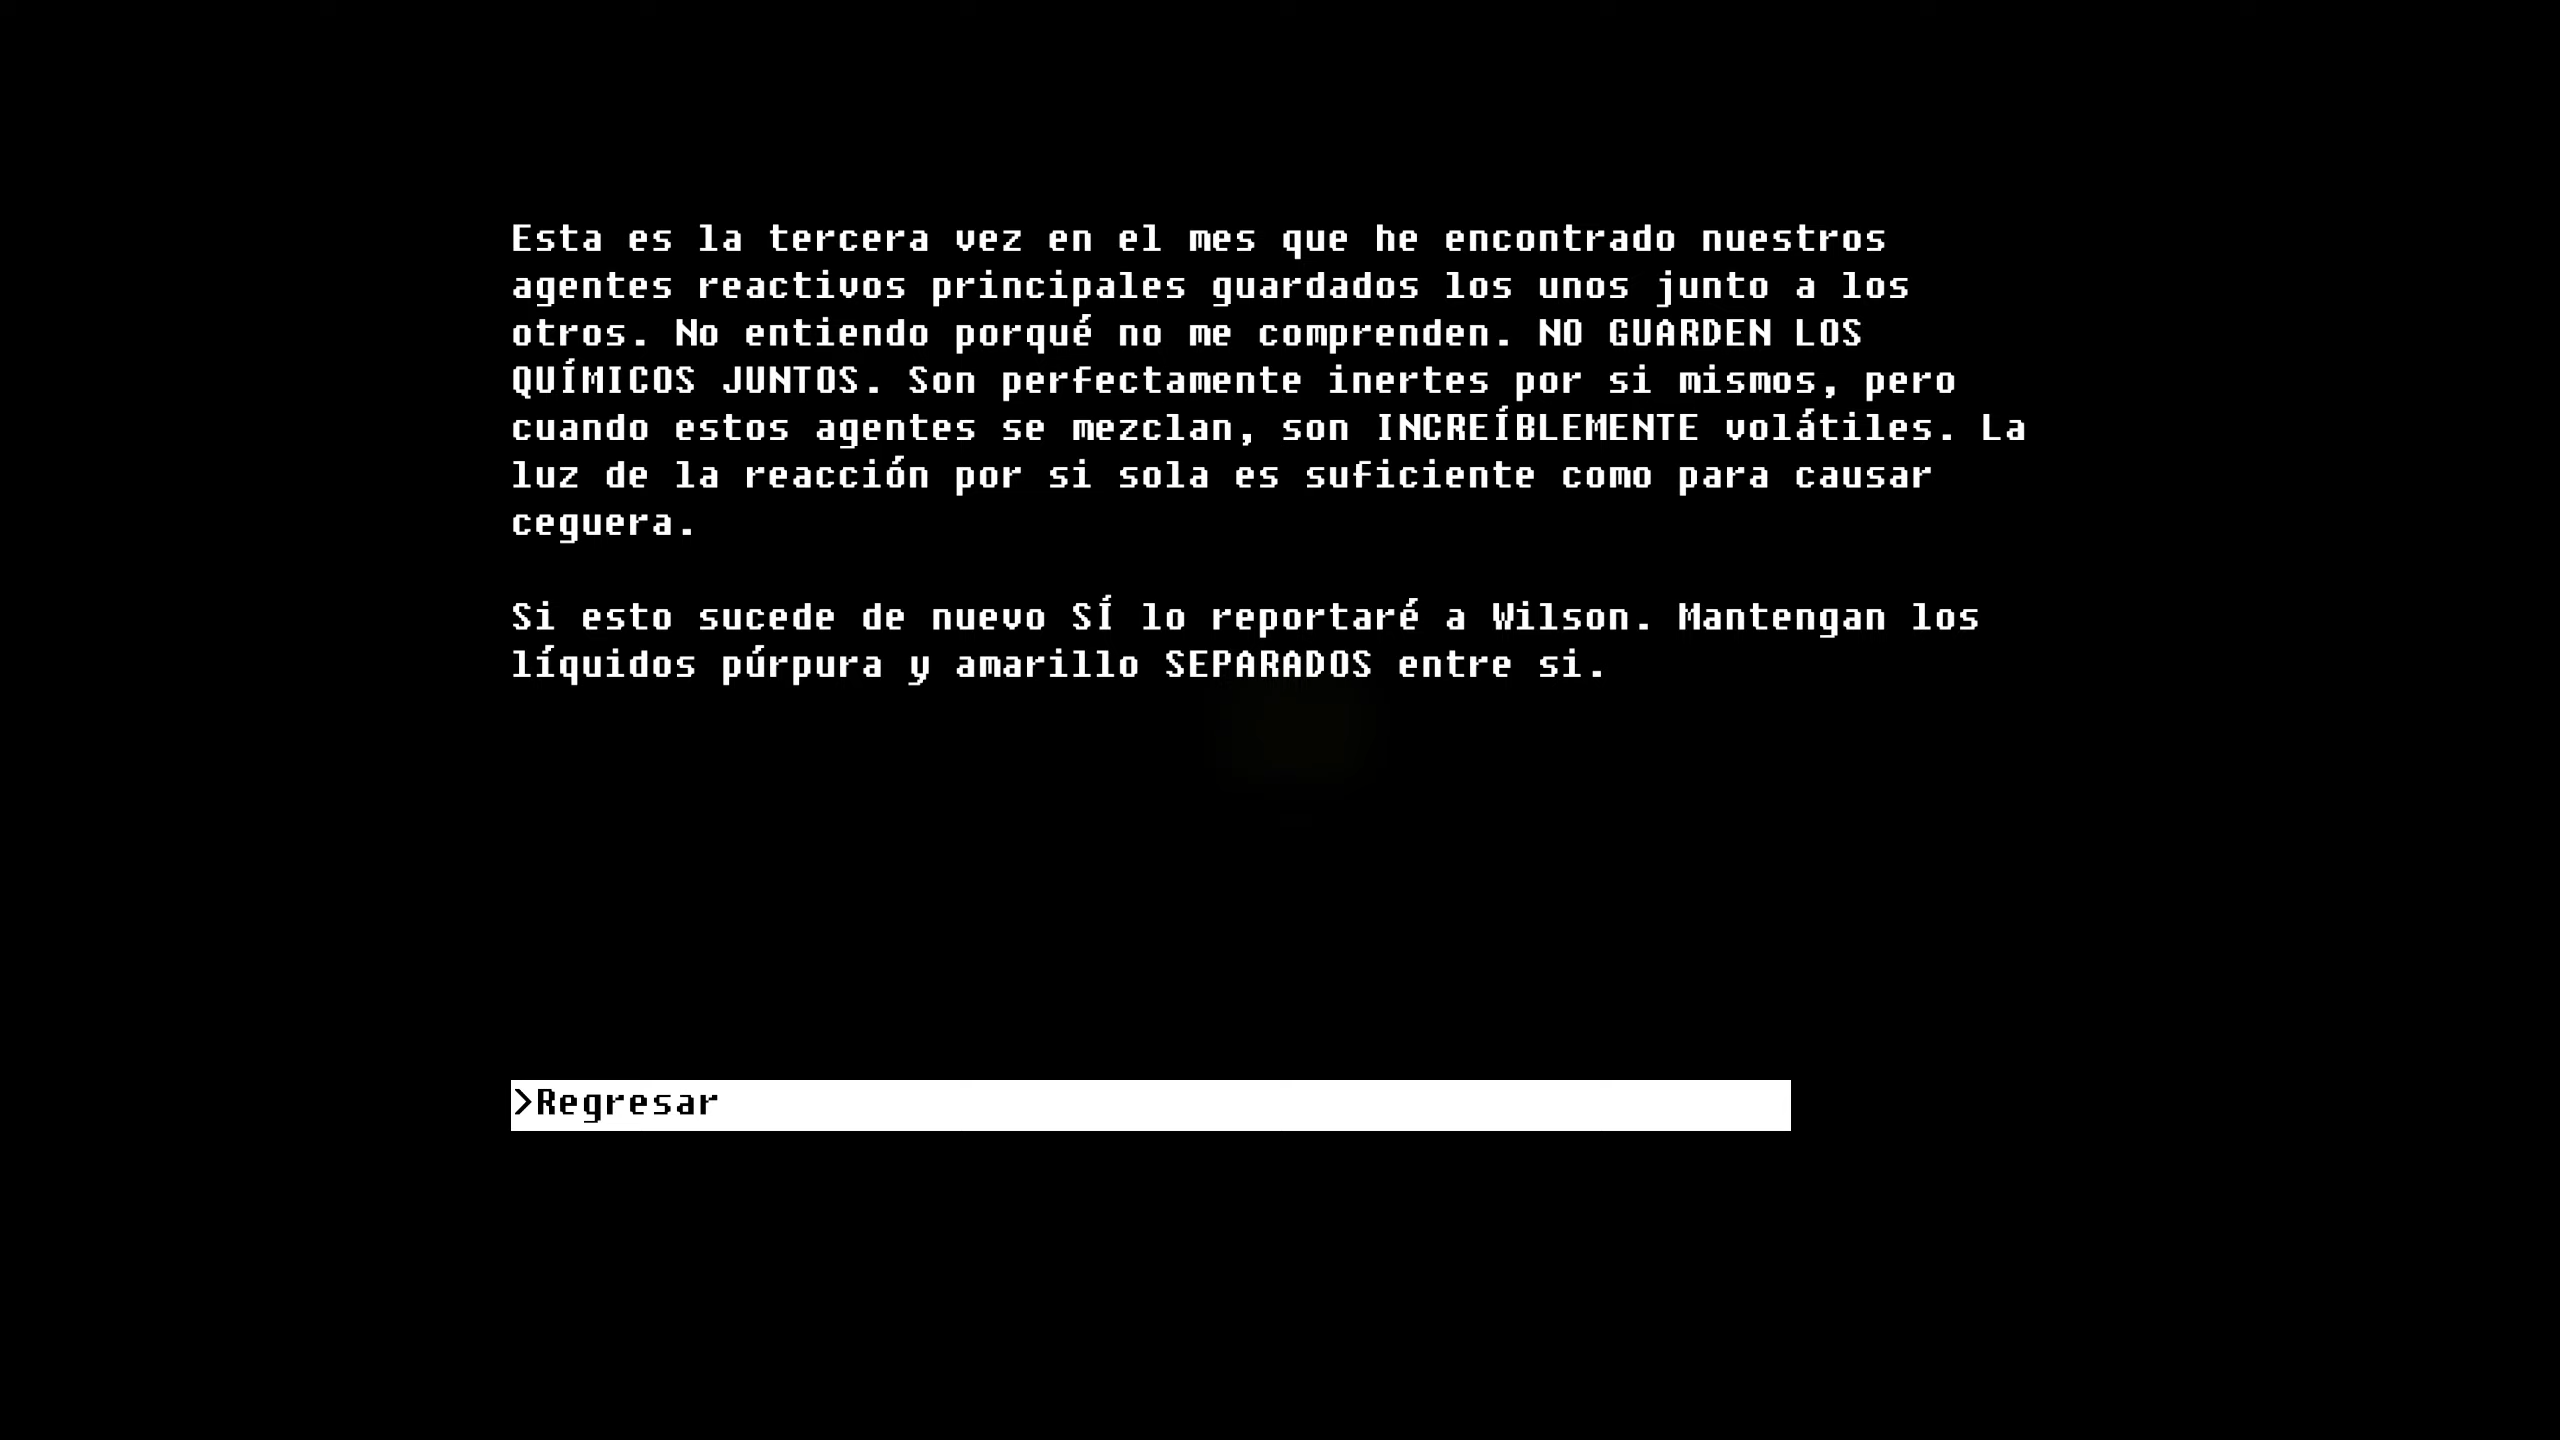 Esta es la tercera vez en el mes que he encontrado nuestros
agentes reactivos principales guardados los unos junto a los
otros. No entiendo porqué no me comprenden. NO GUARDEN LOS
QUÍMICOS JUNTOS. Son perfectamente inertes por si mismos, pero
cuando estos agentes se mezclan, son INCREÍBLEMENTE volátiles. La
luz de la reacción por si sola es suficiente como para causar
ceguera.
Si esto sucede de nuevo SÍ lo reportaré a Wilson. Mantengan los
líquidos púrpura y amarillo SEPARADOS entre si.
>Regresar